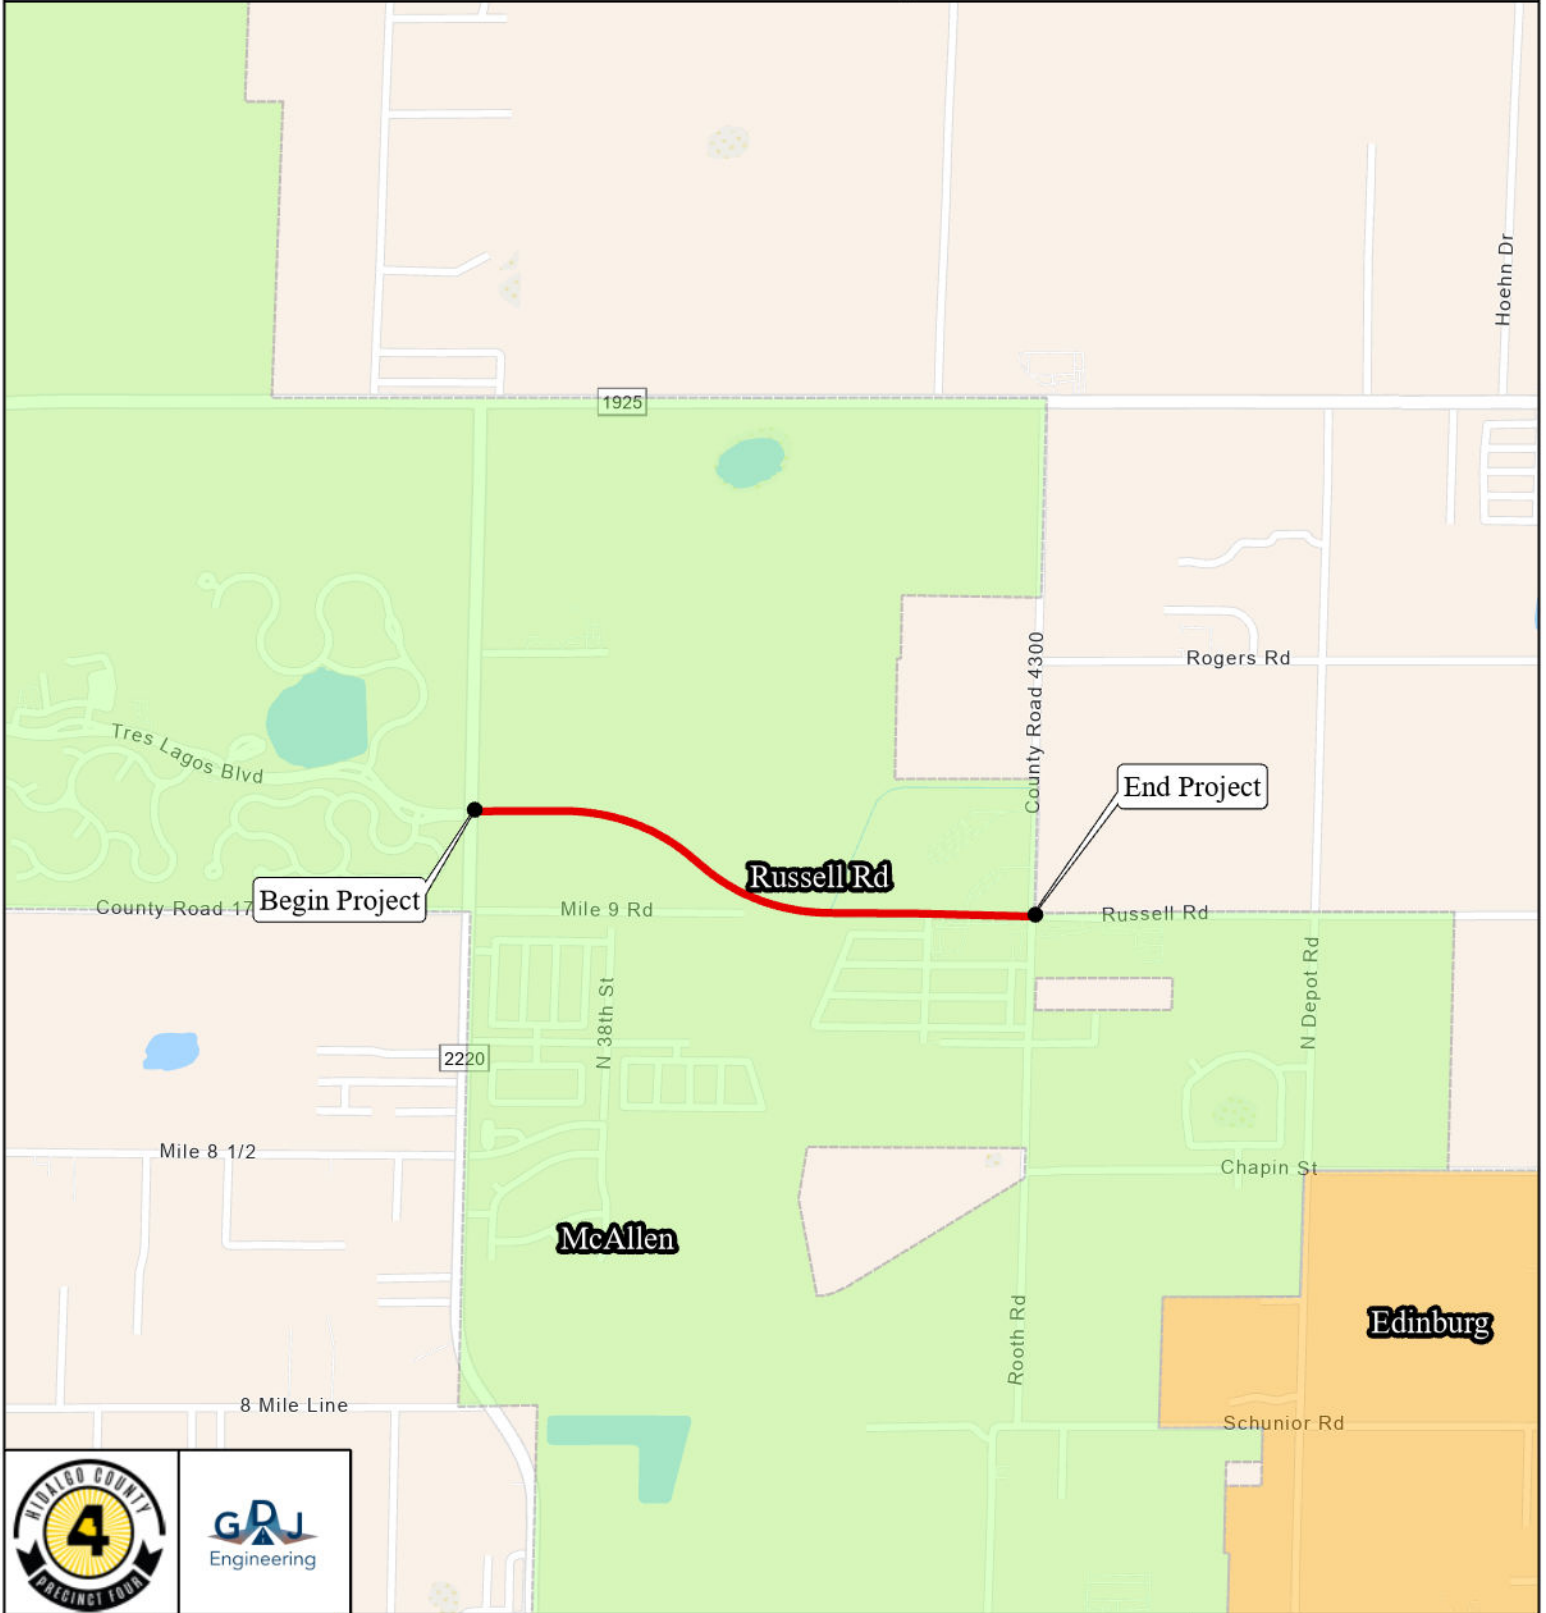 Hoehn Dr
1925
County Road 4300
Rogers Rd
Tres Lagos Blvd
End Project
Russell Rd
Begin Project
County Road 17
Mile 9 Rd
Russell Rd
N 38th St
N Depot Rd
2220
Mile 8 1/2
Chapin St
McAllen
Rooth Rd
Edinburg
8 Mile Line
Schunior Rd
HIDALGO COUNTY
4
PRECINCT FOUR
GDJ
Engineering